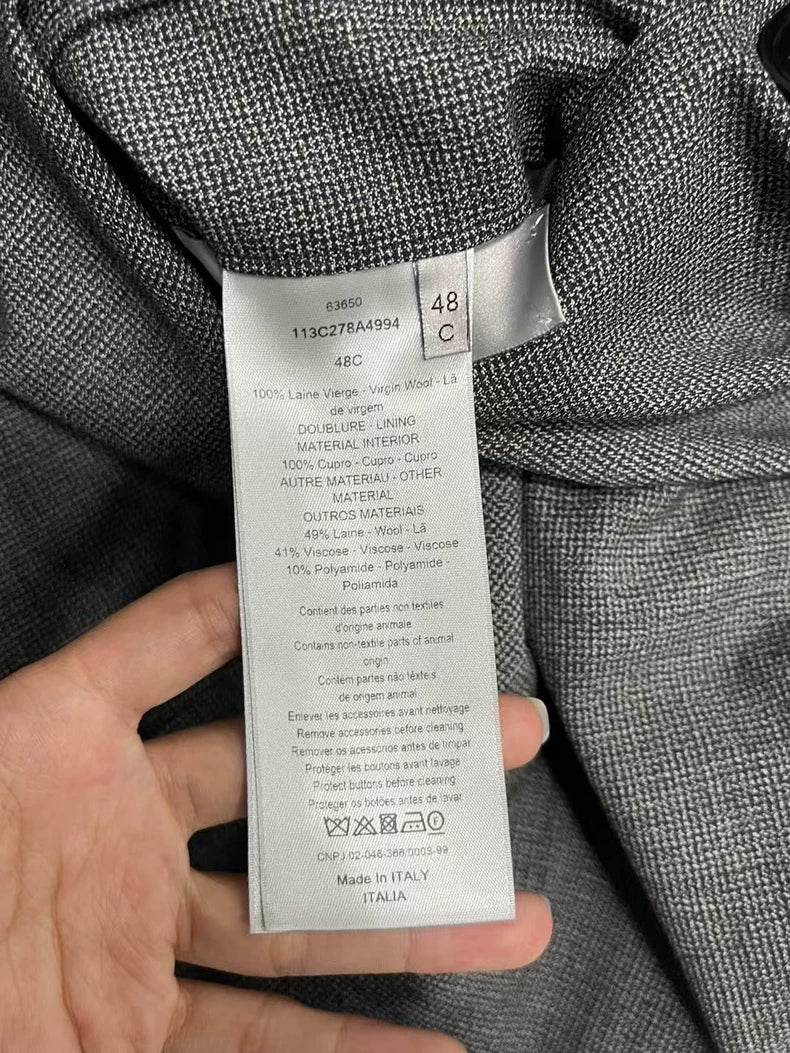 63650
113C278A4994
48C
48
C
100% Laine Vierge - Virgin Wool - Lã
de virgem
DOUBLURE - LINING
MATERIAL INTERIOR
100% Cupro - Cupro - Cupro
AUTRE MATERIAU - OTHER
MATERIAL
OUTROS MATERIAIS
49% Laine - Wool - Lã
41% Viscose - Viscose - Viscose
10% Polyamide - Polyamide -
Poliamida
Contient des parties non textiles
d'origine animale
Contains non-textile parts of animal
origin
Contém partes não têxteis
de origem animal
Enlever les accessoires avant nettoyage
Remove accessories before cleaning
Remover os acessórios antes de limpar
Protéger les boutons avant lavage
Protect buttons before cleaning
Proteger os botões antes de lavar
F
CNPJ 02-046-368/0003-99
Made In ITALY
ITALIA